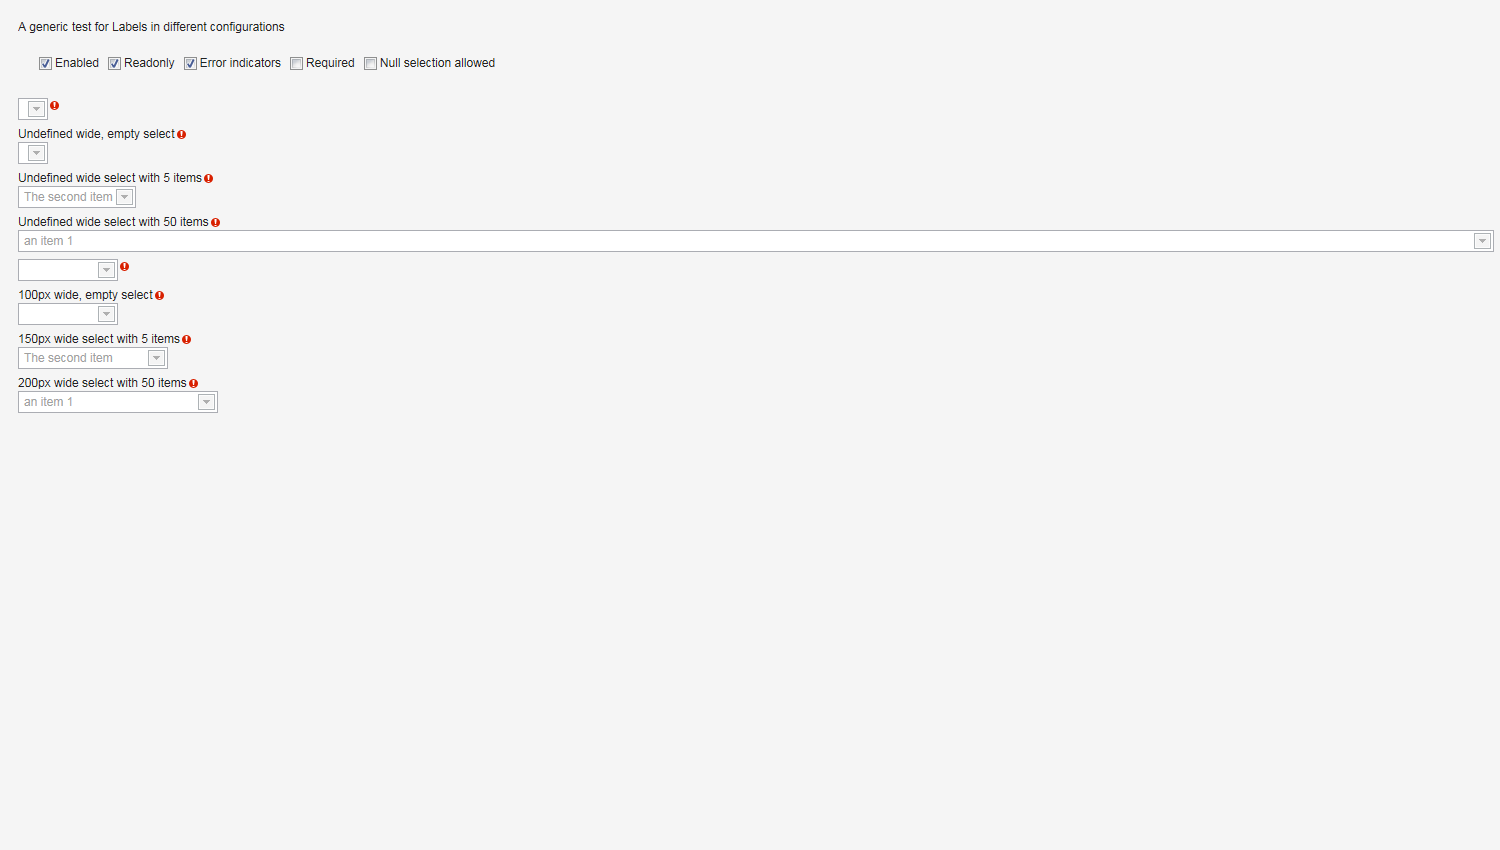 A generic test for Labels in different configurations
Enabled Readonly Error indicators Required Null selection allowed
Undefined wide, empty select
Undefined wide select with 5 items
The second item
Undefined wide select with 50 items
an item 1
100px wide, empty select
150px wide select with 5 items
The second item
200px wide select with 50 items
an item 1